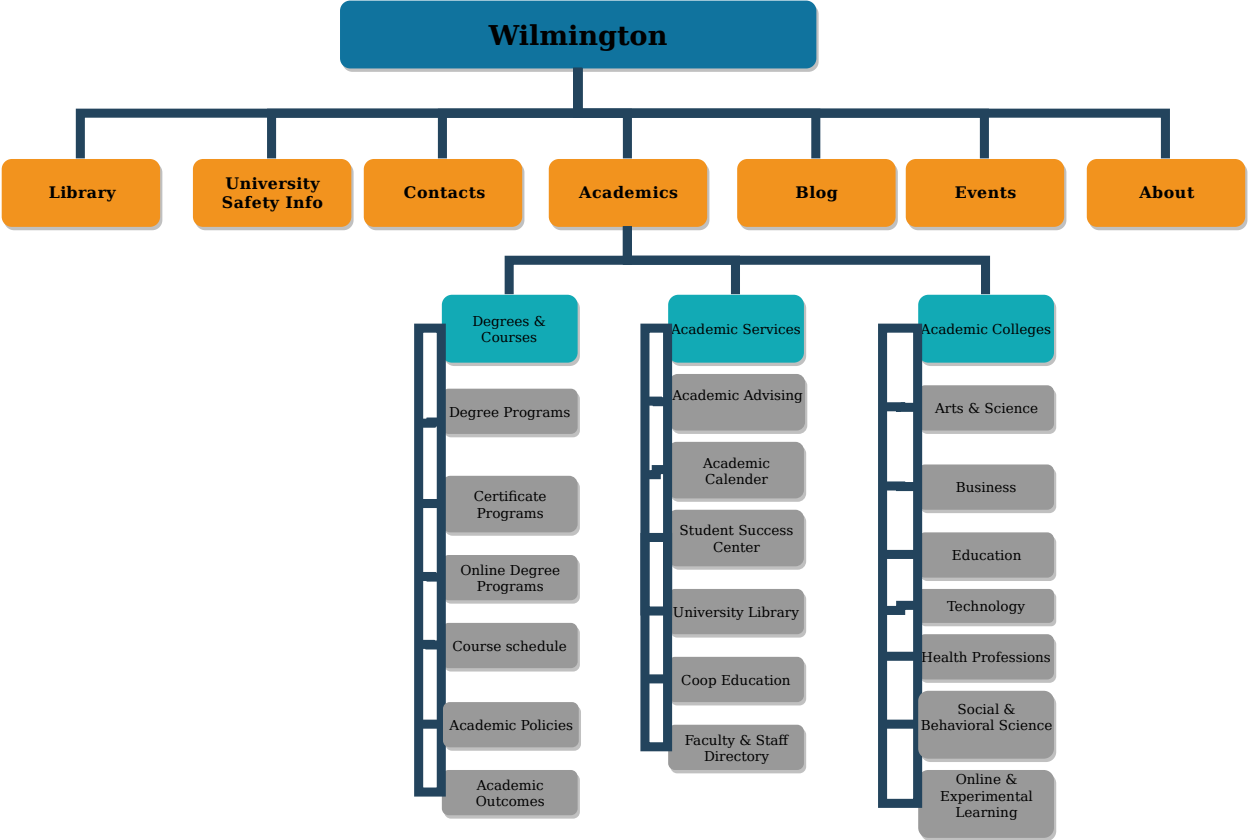 Wilmington
Library
University
Safety Info
Contacts
Academics
Blog
Events
About
Degrees &
Courses
Degree Programs
Certificate
Programs
Online Degree
Programs
Course schedule
Academic Policies
Academic
Outcomes
Academic Services
Academic Advising
Academic
Calender
Student Success
Center
University Library
Coop Education
Faculty & Staff
Directory
Academic Colleges
Arts & Science
Business
Education
Technology
Health Professions
Social &
Behavioral Science
Online &
Experimental
Learning